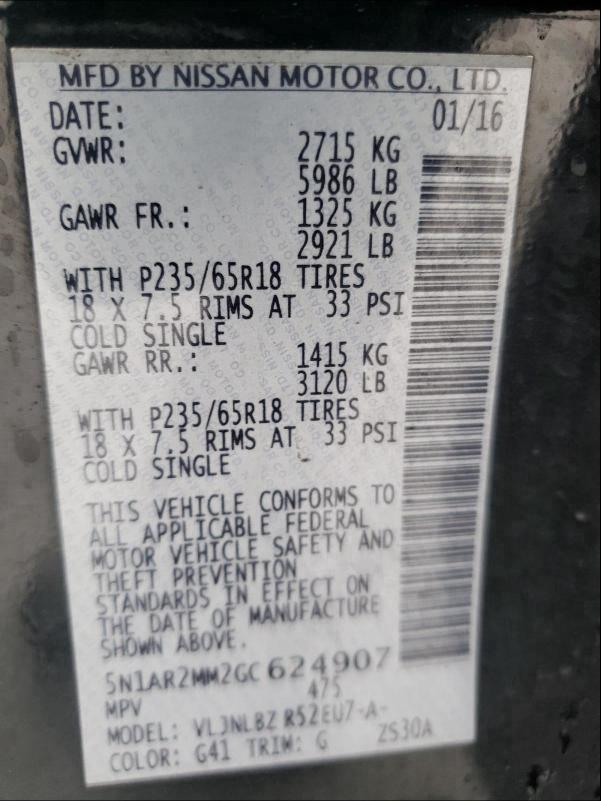 MFD BY NISSAN MOTOR CO., LTD.
DATE: 01/16
GVWR: 2715 KG
5986 LB
GAWR FR.: 1325 KG
2921 LB
WITH P235/65R18 TIRES
18 X 7.5 RIMS AT 33 PSI
COLD SINGLE
GAWR RR.: 1415 KG
3120 LB
WITH P235/65R18 TIRES
18 X 7.5 RIMS AT 33 PSI
COLD SINGLE
THIS VEHICLE CONFORMS TO
ALL APPLICABLE FEDERAL
MOTOR VEHICLE SAFETY AND
THEFT PREVENTION
STANDARDS IN EFFECT ON
THE DATE OF MANUFACTURE
SHOWN ABOVE.
5N1AR2MM2GC 624907
MPV 475
MODEL: VLJNLBZ R52EU7-A-
COLOR: G41 TRIM: G ZS30A